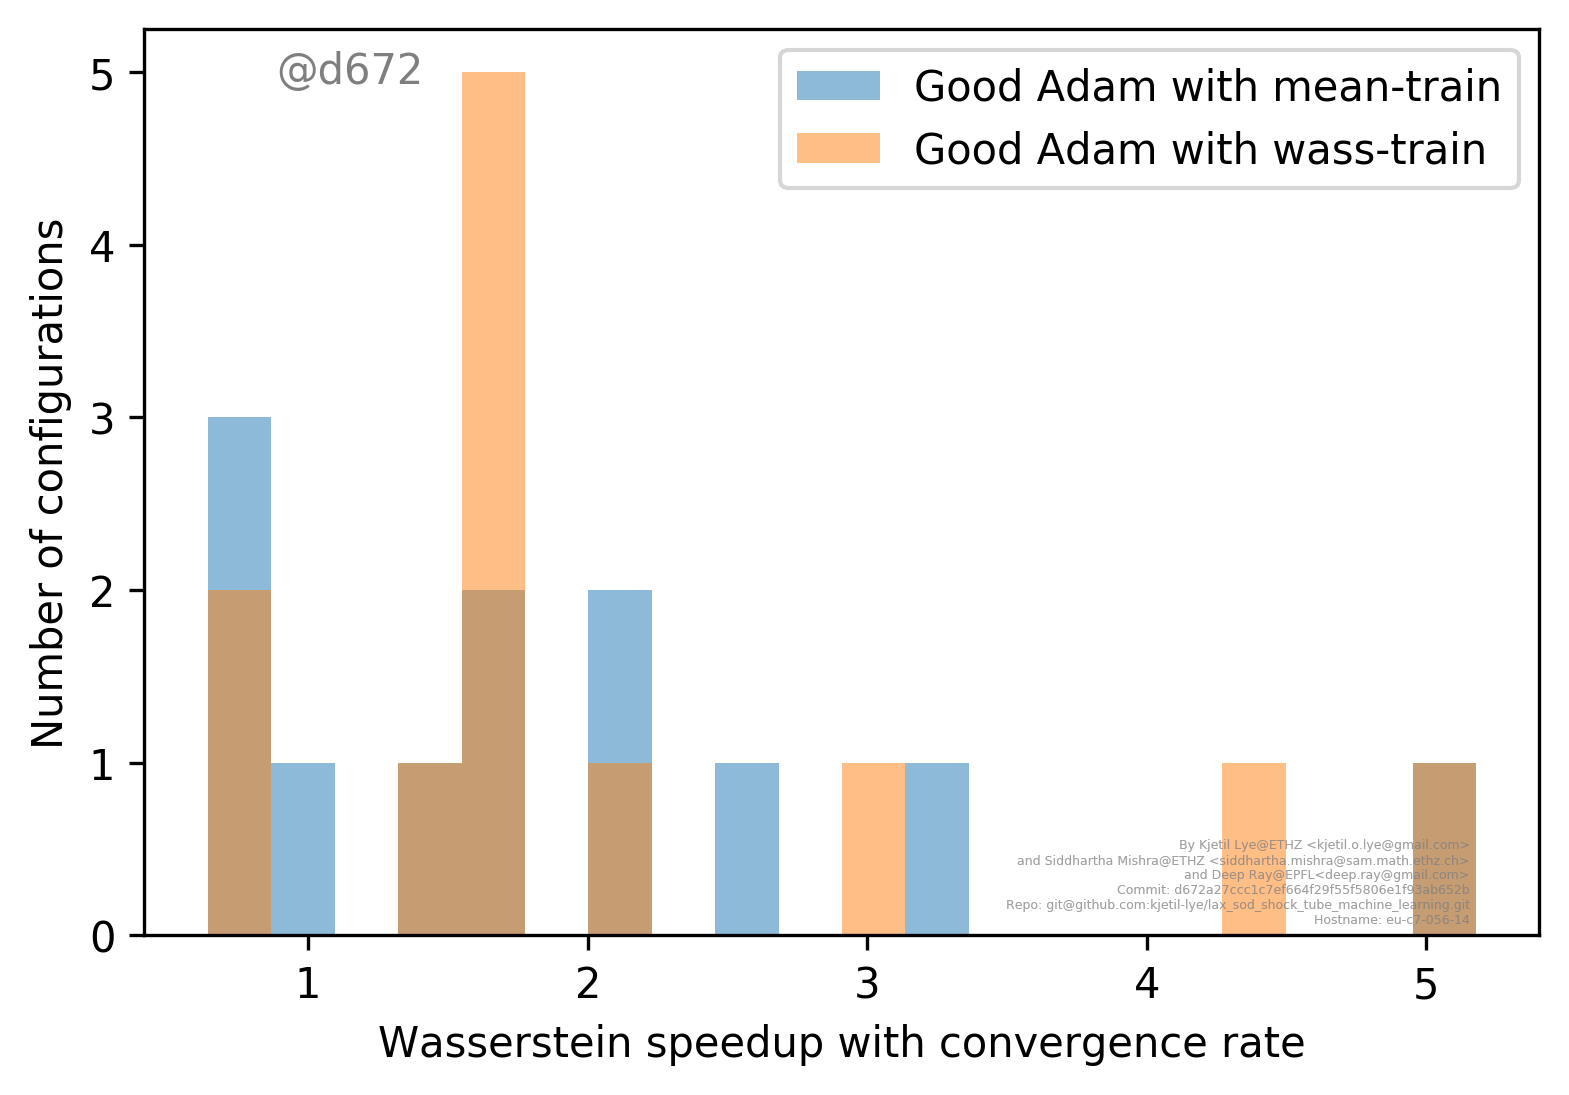 @d672
Good Adam with mean-train
Good Adam with wass-train
Number of configurations
5
4
3
2
1
0
1
2
3
4
5
Wasserstein speedup with convergence rate
By Kjetil Lye@ETHZ <kjetil.o.lye@gmail.com>
and Siddhartha Mishra@ETHZ <siddhartha.mishra@sam.math.ethz.ch>
and Deep Ray@EPFL<deep.ray@gmail.com>
Commit: d672a27ccc1c7ef664f29f55f5806e1f93ab652b
Repo: git@github.com:kjetil-lye/lax_sod_shock_tube_machine_learning.git
Hostname: eu-c7-056-14